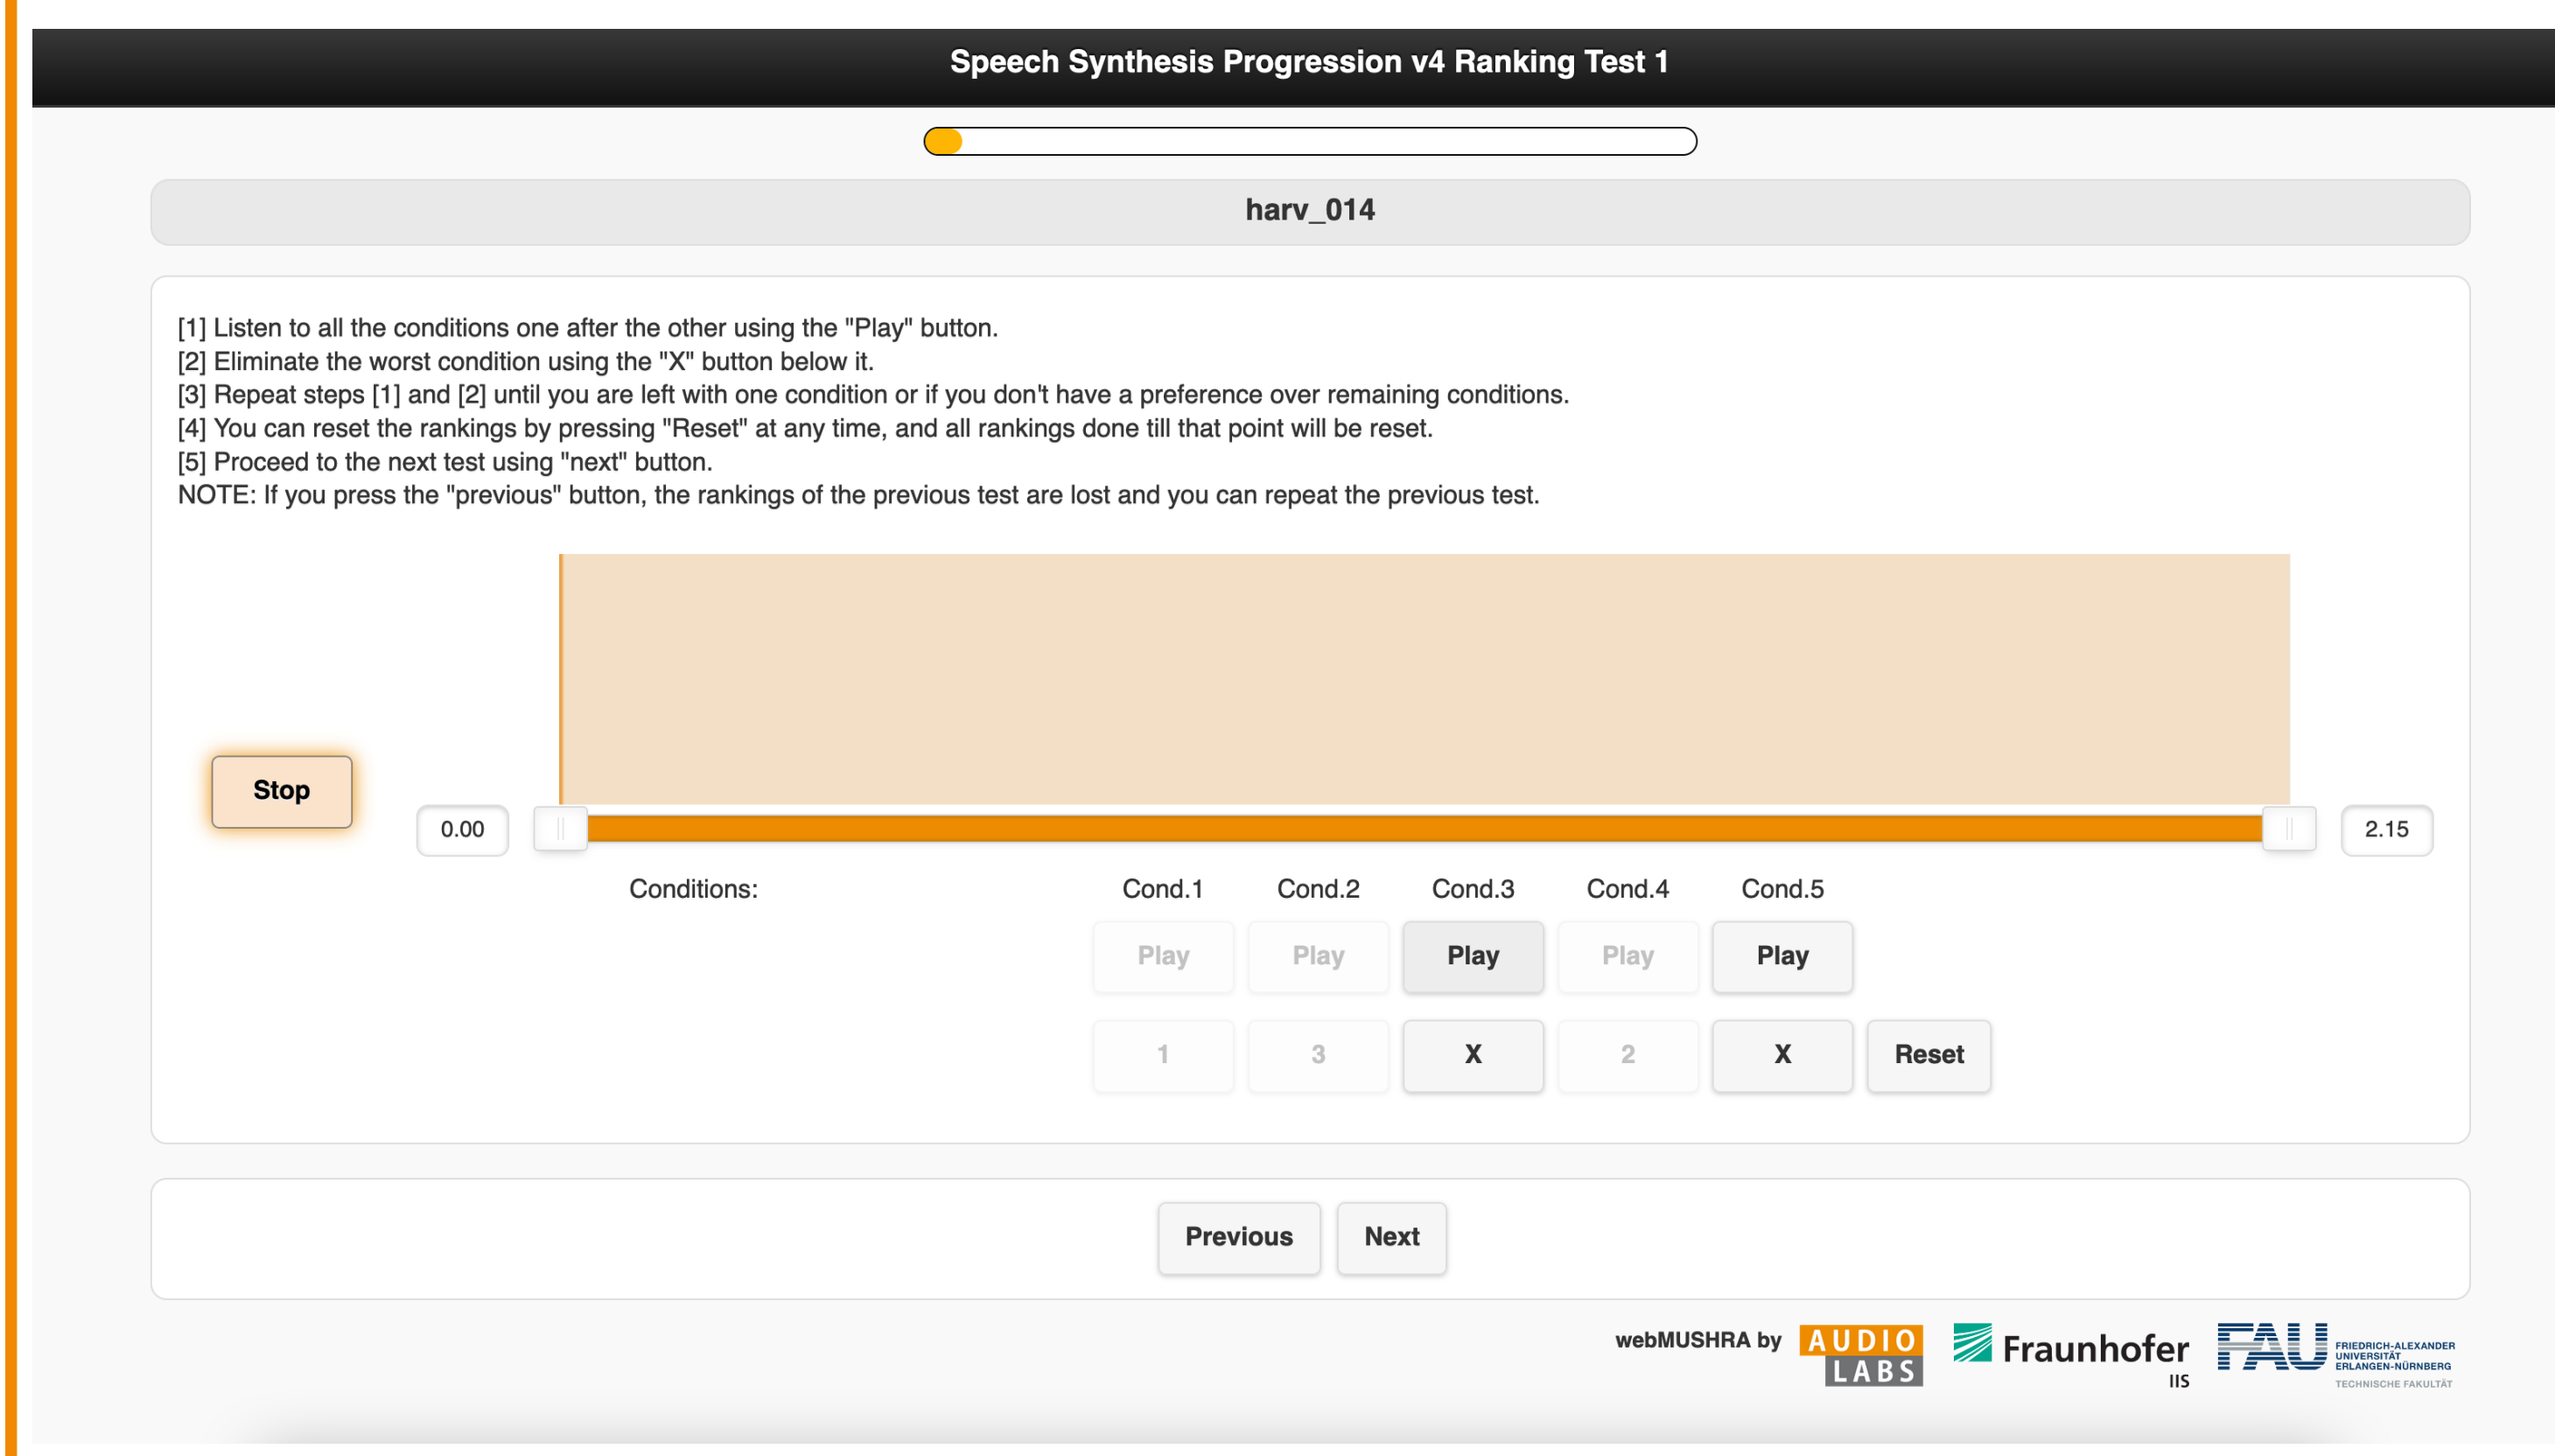 Speech Synthesis Progression v4 Ranking Test 1
harv_014
[1] Listen to all the conditions one after the other using the "Play" button.
[2] Eliminate the worst condition using the "X" button below it.
[3] Repeat steps [1] and [2] until you are left with one condition or if you don't have a preference over remaining conditions.
[4] You can reset the rankings by pressing "Reset" at any time, and all rankings done till that point will be reset.
[5] Proceed to the next test using "next" button.
NOTE: If you press the "previous" button, the rankings of the previous test are lost and you can repeat the previous test.
Stop
0.00
2.15
Conditions: Cond.1 Cond.2 Cond.3 Cond.4 Cond.5
Play Play Play Play Play
1 3 X 2 X Reset
Previous Next
webMUSHRA by
AUDIO
LABS
Fraunhofer
IIS
FAU
FRIEDRICH-ALEXANDER
UNIVERSITÄT
ERLANGEN-NÜRNBERG
TECHNISCHE FAKULTÄT